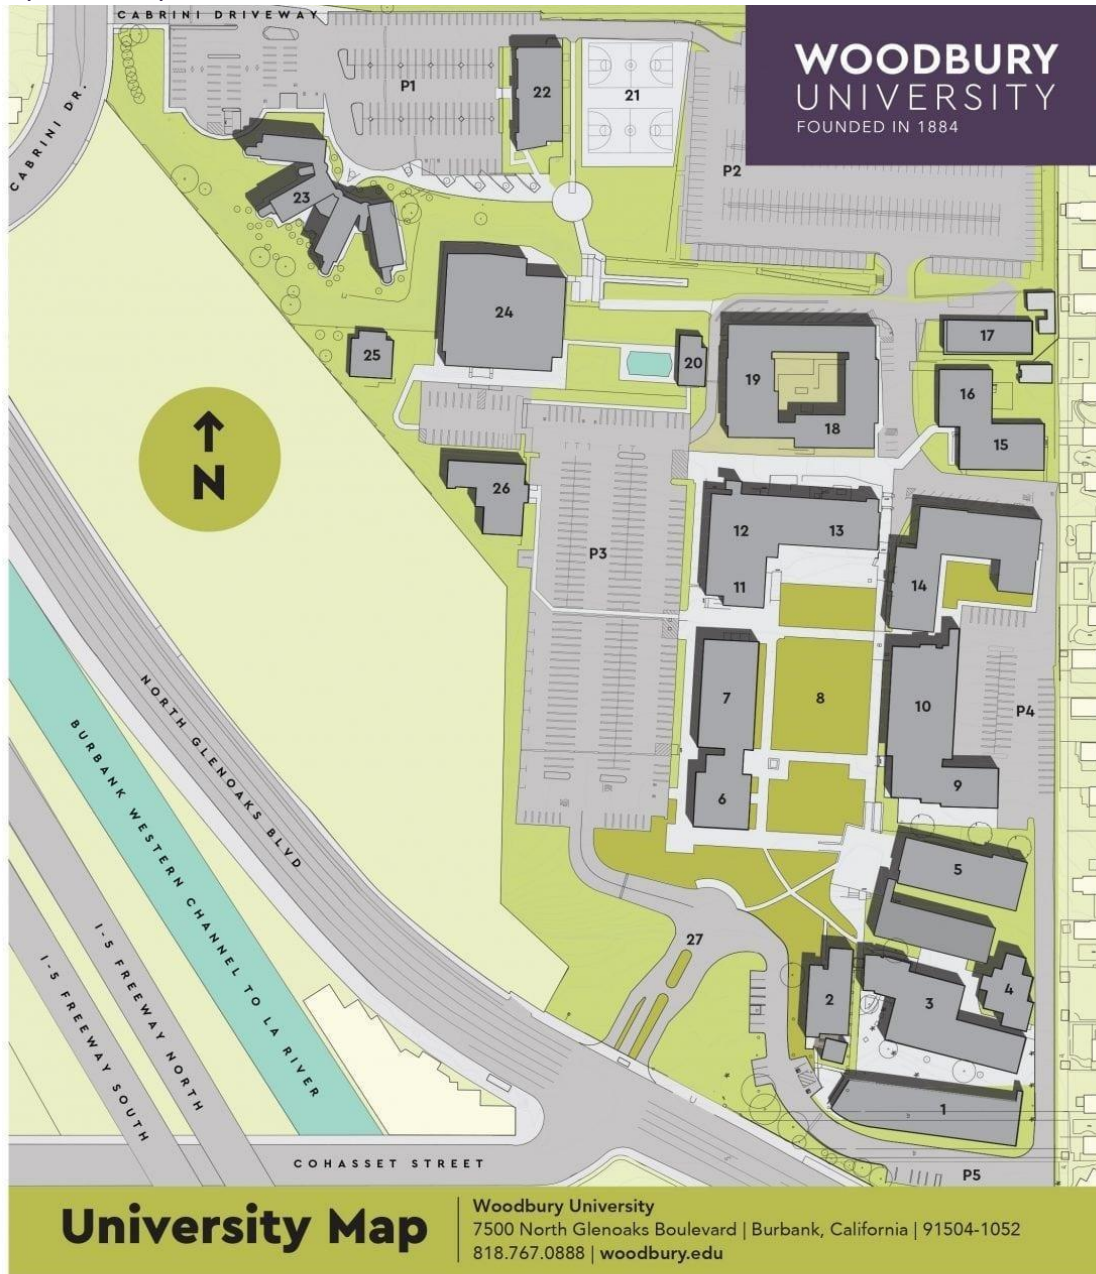 CABRINI DRIVEWAY
WOODBURY
UNIVERSITY
FOUNDED IN 1884
CABRINI DR.
P1
22
21
P2
23
24
25
20
19
18
17
16
15
N
26
12
13
11
14
P3
7
8
10
P4
6
9
5
NORTH GLENOAKS BLVD
BURBANK WESTERN CHANNEL TO LA RIVER
I-5 FREEWAY NORTH
I-5 FREEWAY SOUTH
27
2
3
4
1
COHASSET STREET
P5
University Map
Woodbury University
7500 North Glenoaks Boulevard | Burbank, California | 91504-1052
818.767.0888 | woodbury.edu